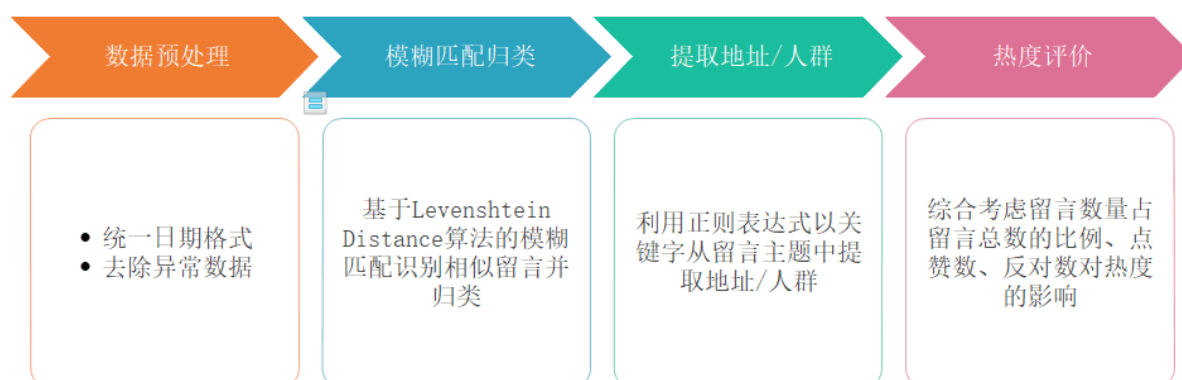 数据预处理
模糊匹配归类
提取地址/人群
热度评价
• 统一日期格式
• 去除异常数据
基于Levenshtein
Distance算法的模糊
匹配识别相似留言并
归类
利用正则表达式以关
键字从留言主题中提
取地址/人群
综合考虑留言数量占
留言总数的比例、点
赞数、反对数对热度
的影响